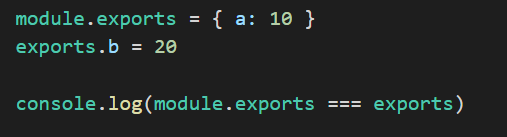 module.exports = { a: 10 }
exports.b = 20
console.log(module.exports === exports)